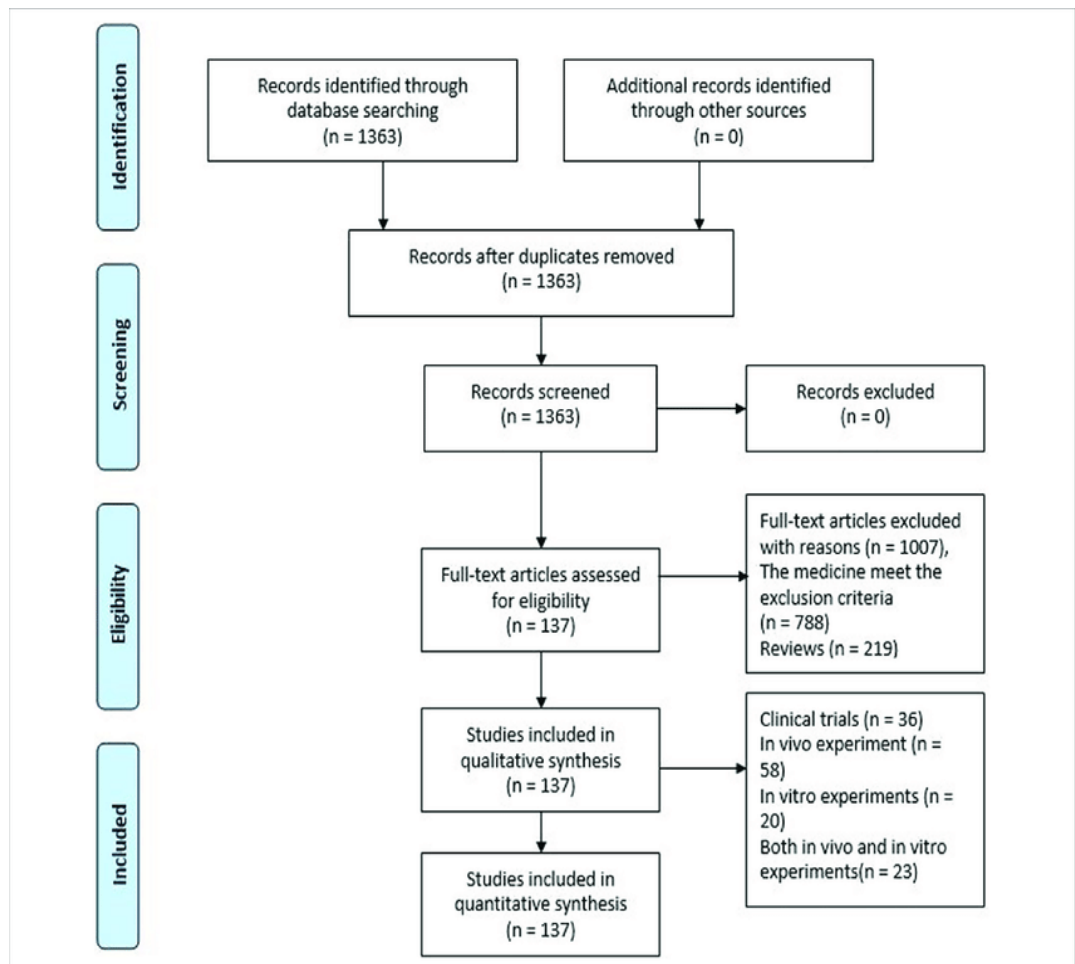 Identification
Records identified through
database searching
(n = 1363)
Additional records identified
through other sources
(n = 0)
Records after duplicates removed
(n = 1363)
Screening
Records screened
(n = 1363)
Records excluded
(n = 0)
Eligibility
Full-text articles assessed
for eligibility
(n = 137)
Full-text articles excluded
with reasons (n = 1007),
The medicine meet the
exclusion criteria
(n = 788)
Reviews (n = 219)
Included
Studies included in
qualitative synthesis
(n = 137)
Clinical trials (n = 36)
In vivo experiment (n =
58)
In vitro experiments (n =
20)
Both in vivo and in vitro
experiments(n = 23)
Studies included in
quantitative synthesis
(n = 137)